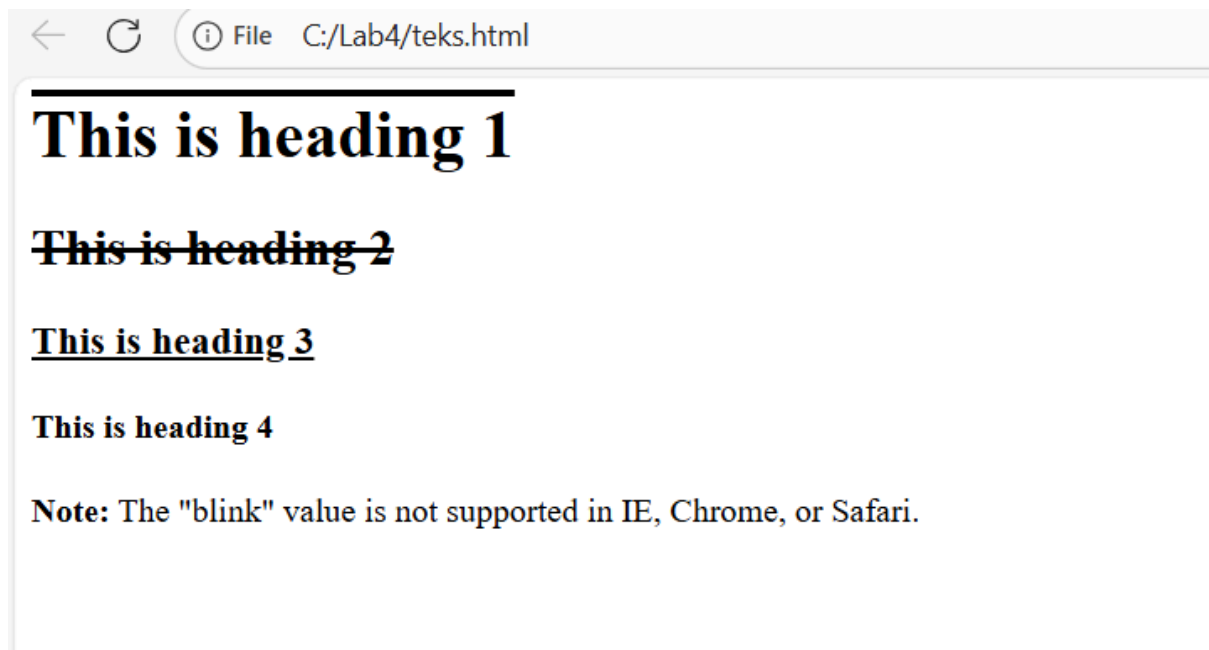 File C:/Lab4/teks.html
This is heading 1
This is heading 2
This is heading 3
This is heading 4
Note: The "blink" value is not supported in IE, Chrome, or Safari.